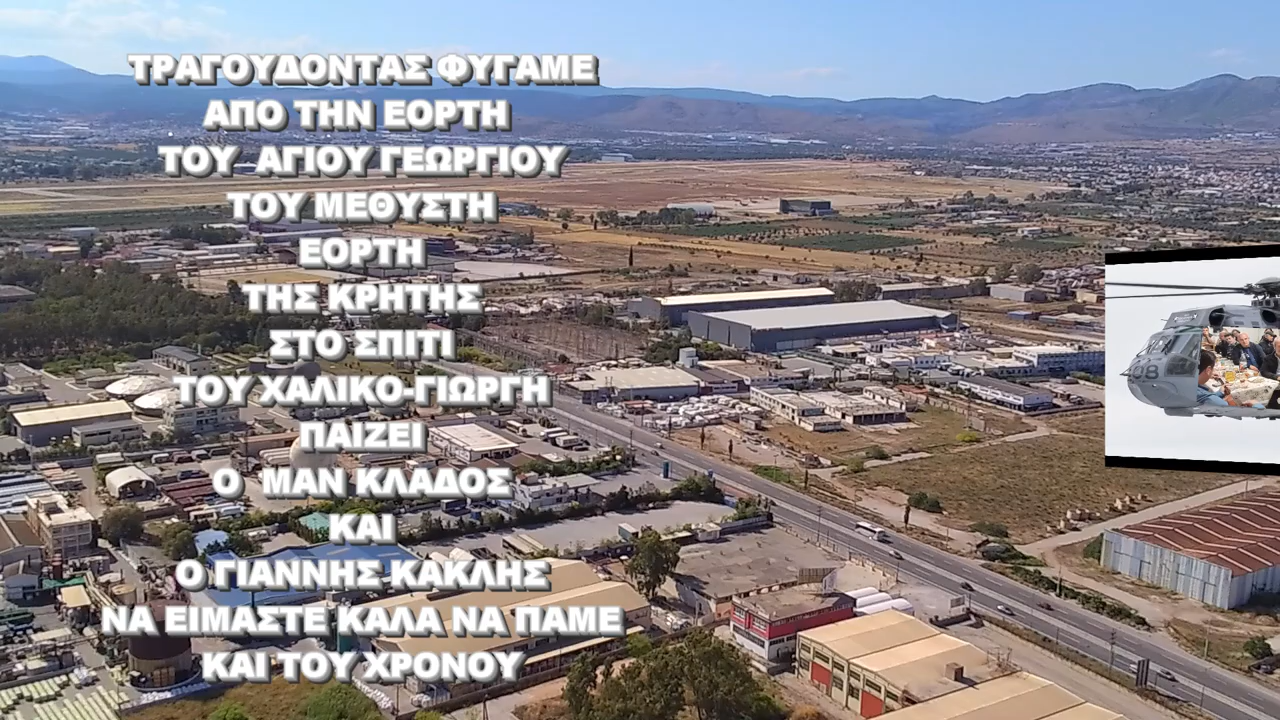 ΤΡΑΓΟΥΔΟΝΤΑΣ ΦΥΓΑΜΕ
ΑΠΟ ΤΗΝ ΕΟΡΤΗ
ΤΟΥ ΑΓΙΟΥ ΓΕΩΡΓΙΟΥ
ΤΟΥ ΜΕΘΥΣΤΗ
ΕΟΡΤΗ
ΤΗΣ ΚΡΗΤΗΣ
ΣΤΟ ΣΠΙΤΙ
ΤΟΥ ΧΑΛΙΚΟ-ΓΙΩΡΓΗ
ΠΑΙΖΕΙ
Ο ΜΑΝ ΚΛΑΔΟΣ
ΚΑΙ
Ο ΓΙΑΝΝΗΣ ΚΑΚΛΗΣ
ΝΑ ΕΙΜΑΣΤΕ ΚΑΛΑ ΝΑ ΠΑΜΕ
ΚΑΙ ΤΟΥ ΧΡΟΝΟΥ
08